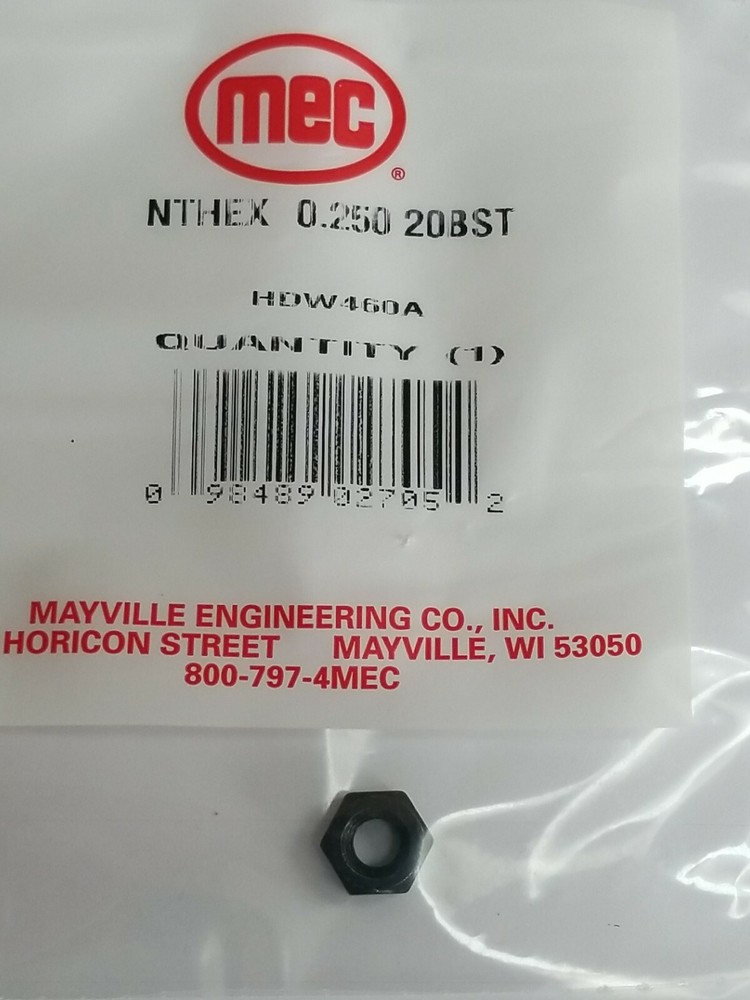 mec
®
NTHEX 0.250 20BST
HDW460A
QUANTITY (1)
0 98489 02705 2
MAYVILLE ENGINEERING CO., INC.
HORICON STREET MAYVILLE, WI 53050
800-797-4MEC